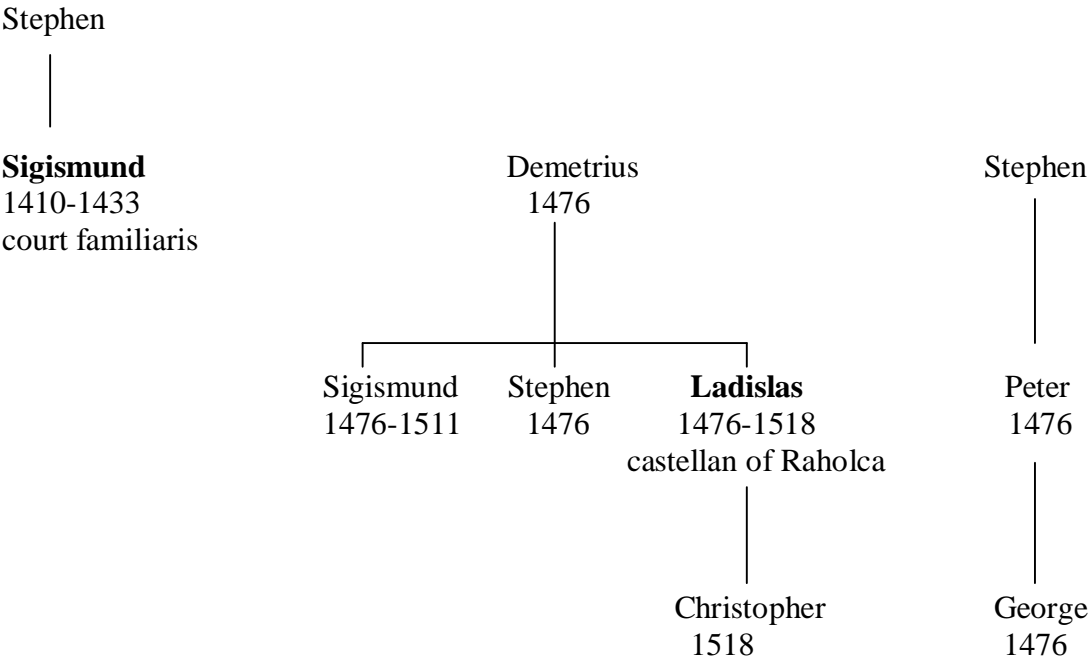 Stephen
Sigismund Demetrius Stephen
1410-1433 1476
court familiaris
Sigismund Stephen Ladislas Peter
1476-1511 1476 1476-1518 1476
castellan of Raholca
Christopher George
1518 1476